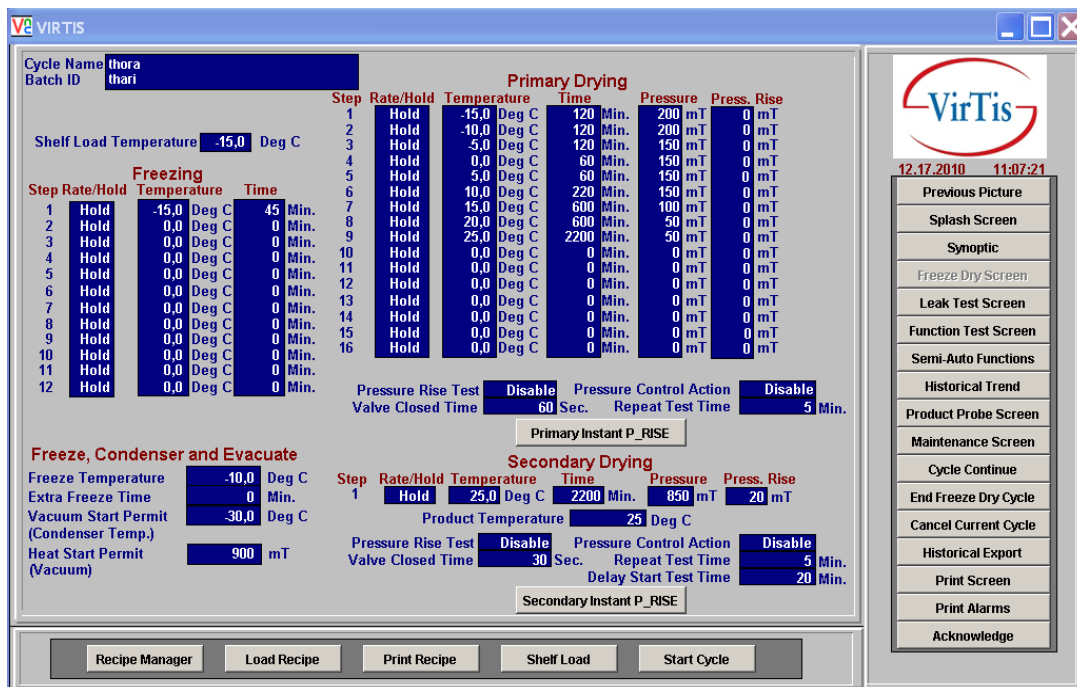 VIRTIS
Cycle Name thora
Batch ID thari
Shelf Load Temperature -15,0 Deg C
Freezing
Step Rate/Hold Temperature Time
1 Hold -15,0 Deg C 45 Min.
2 Hold 0,0 Deg C 0 Min.
3 Hold 0,0 Deg C 0 Min.
4 Hold 0,0 Deg C 0 Min.
5 Hold 0,0 Deg C 0 Min.
6 Hold 0,0 Deg C 0 Min.
7 Hold 0,0 Deg C 0 Min.
8 Hold 0,0 Deg C 0 Min.
9 Hold 0,0 Deg C 0 Min.
10 Hold 0,0 Deg C 0 Min.
11 Hold 0,0 Deg C 0 Min.
12 Hold 0,0 Deg C 0 Min.
Primary Drying
Step Rate/Hold Temperature Time Pressure Press. Rise
1 Hold -15,0 Deg C 120 Min. 200 mT 0 mT
2 Hold -10,0 Deg C 120 Min. 200 mT 0 mT
3 Hold -5,0 Deg C 120 Min. 150 mT 0 mT
4 Hold 0,0 Deg C 60 Min. 150 mT 0 mT
5 Hold 5,0 Deg C 60 Min. 150 mT 0 mT
6 Hold 10,0 Deg C 220 Min. 150 mT 0 mT
7 Hold 15,0 Deg C 600 Min. 100 mT 0 mT
8 Hold 20,0 Deg C 600 Min. 50 mT 0 mT
9 Hold 25,0 Deg C 2200 Min. 50 mT 0 mT
10 Hold 0,0 Deg C 0 Min. 0 mT 0 mT
11 Hold 0,0 Deg C 0 Min. 0 mT 0 mT
12 Hold 0,0 Deg C 0 Min. 0 mT 0 mT
13 Hold 0,0 Deg C 0 Min. 0 mT 0 mT
14 Hold 0,0 Deg C 0 Min. 0 mT 0 mT
15 Hold 0,0 Deg C 0 Min. 0 mT 0 mT
16 Hold 0,0 Deg C 0 Min. 0 mT 0 mT
Pressure Rise Test Disable Pressure Control Action Disable
Valve Closed Time 60 Sec. Repeat Test Time 5 Min.
Primary Instant P_RISE
Freeze, Condenser and Evacuate
Freeze Temperature -10,0 Deg C
Extra Freeze Time 0 Min.
Vacuum Start Permit -30,0 Deg C
(Condenser Temp.)
Heat Start Permit 900 mT
(Vacuum)
Secondary Drying
Step Rate/Hold Temperature Time Pressure Press. Rise
1 Hold 25,0 Deg C 2200 Min. 850 mT 20 mT
Product Temperature 25 Deg C
Pressure Rise Test Disable Pressure Control Action Disable
Valve Closed Time 30 Sec. Repeat Test Time 5 Min.
Delay Start Test Time 20 Min.
Secondary Instant P_RISE
Recipe Manager Load Recipe Print Recipe Shelf Load Start Cycle
VirTis
12.17.2010 11:07:21
Previous Picture
Splash Screen
Synoptic
Freeze Dry Screen
Leak Test Screen
Function Test Screen
Semi-Auto Functions
Historical Trend
Product Probe Screen
Maintenance Screen
Cycle Continue
End Freeze Dry Cycle
Cancel Current Cycle
Historical Export
Print Screen
Print Alarms
Acknowledge